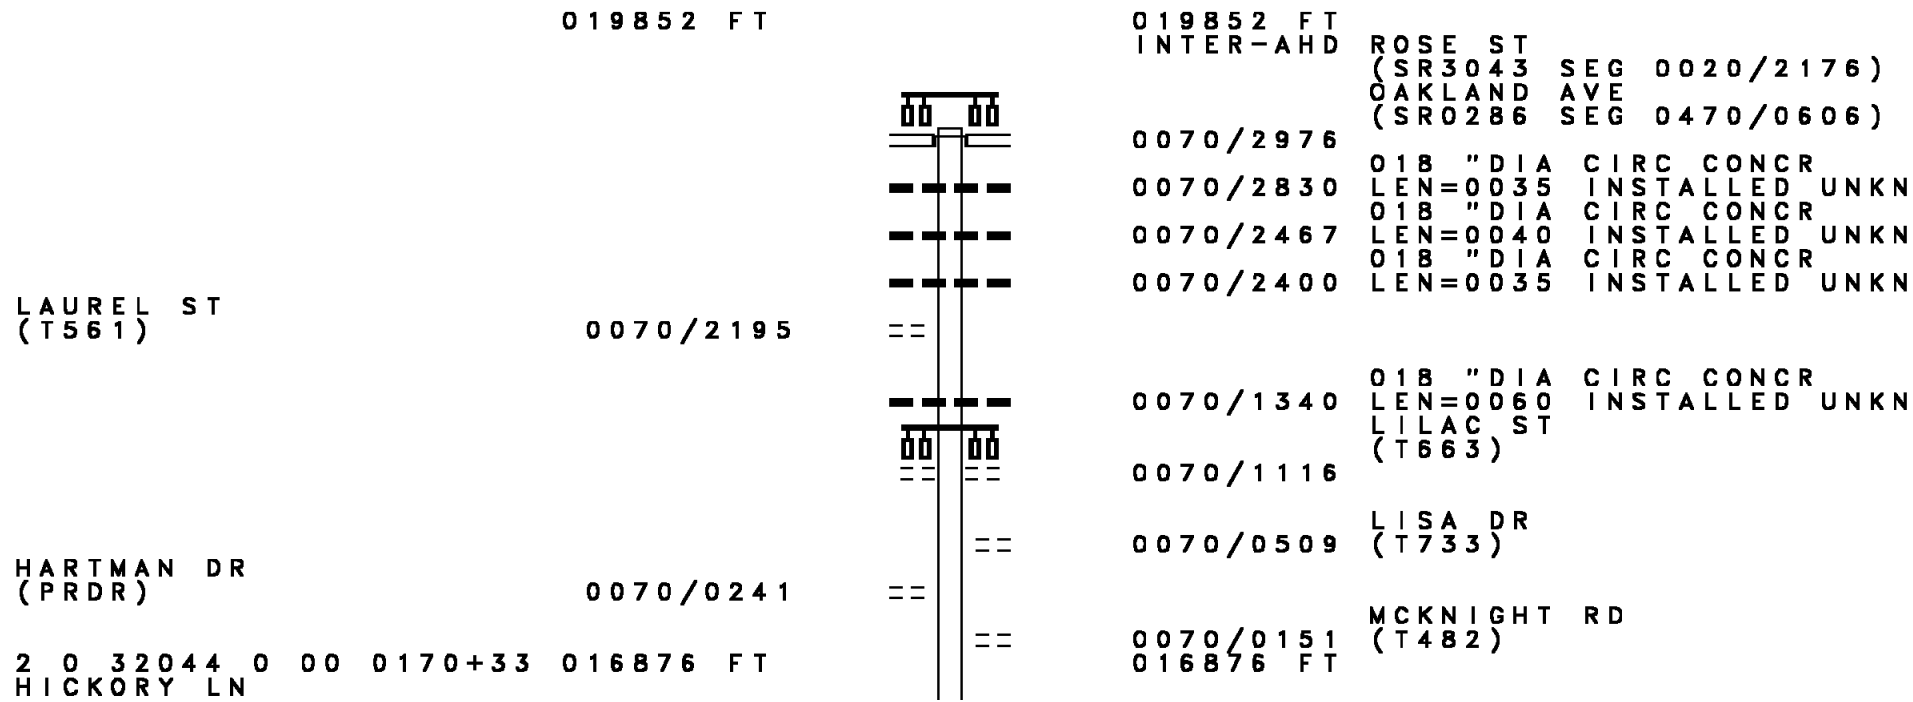 019852 FT 019852 FT
INTER-AHD ROSE ST
(SR3043 SEG 0020/2176)
OAKLAND AVE
(SR0286 SEG 0470/0606)
0070/2976
018 "DIA CIRC CONCR
0070/2830 LEN=0035 INSTALLED UNKN
018 "DIA CIRC CONCR
0070/2467 LEN=0040 INSTALLED UNKN
018 "DIA CIRC CONCR
0070/2400 LEN=0035 INSTALLED UNKN
LAUREL ST
(T561) 0070/2195
018 "DIA CIRC CONCR
0070/1340 LEN=0060 INSTALLED UNKN
LILAC ST
(T663)
0070/1116
LISA DR
0070/0509 (T733)
HARTMAN DR
(PRDR) 0070/0241
MCKNIGHT RD
0070/0151 (T482)
2 0 32044 0 00 0170+33 016876 FT 016876 FT
HICKORY LN